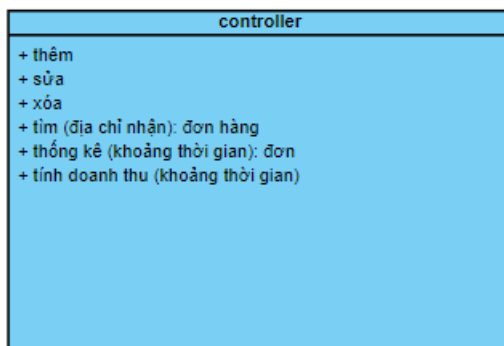 controller
+ thêm
+ sửa
+ xóa
+ tìm (địa chỉ nhận): đơn hàng
+ thống kê (khoảng thời gian): đơn
+ tính doanh thu (khoảng thời gian)